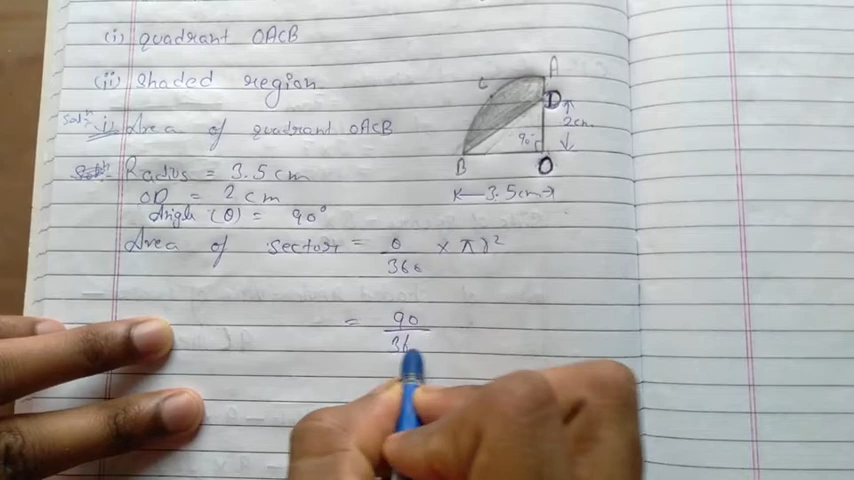 (i) quadrant OACB
(ii) shaded region
Solⁿ i) Area of quadrant OACB
Radius = 3.5 cm
OD = 2 cm
Angle (θ) = 90°
Area of sector = θ/360 × πr²
= 90/36
A
C
D
2cm
90°
B
O
3.5cm